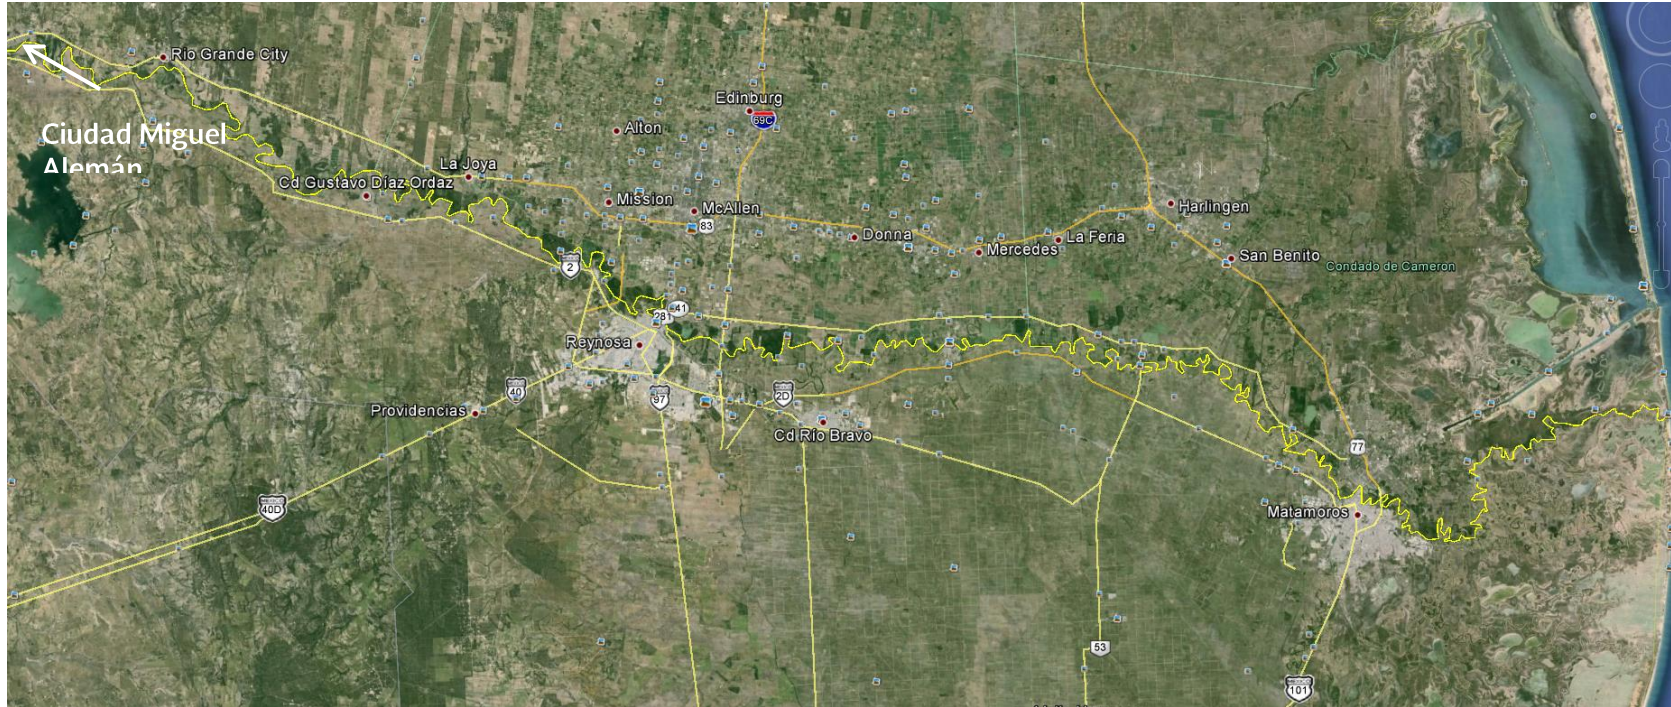 Rio Grande City
Edinburg
69C
Alton
Ciudad Miguel
Alemán
La Joya
Cd Gustavo Díaz Ordaz
Mission
McAllen
83
Harlingen
Donna
La Feria
Mercedes
San Benito
Condado de Cameron
2
41
281
Reynosa
40
97
2D
Providencias
Cd Río Bravo
77
40D
Matamoros
53
101